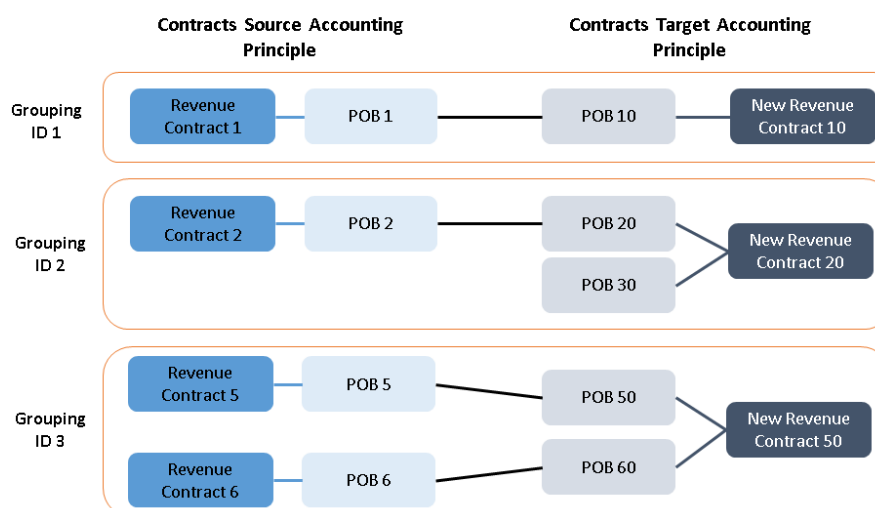 Contracts Source Accounting
Principle
Contracts Target Accounting
Principle
Grouping
ID 1
Revenue
Contract 1
POB 1
POB 10
New Revenue
Contract 10
Grouping
ID 2
Revenue
Contract 2
POB 2
POB 20
POB 30
New Revenue
Contract 20
Grouping
ID 3
Revenue
Contract 5
POB 5
POB 50
New Revenue
Contract 50
Revenue
Contract 6
POB 6
POB 60